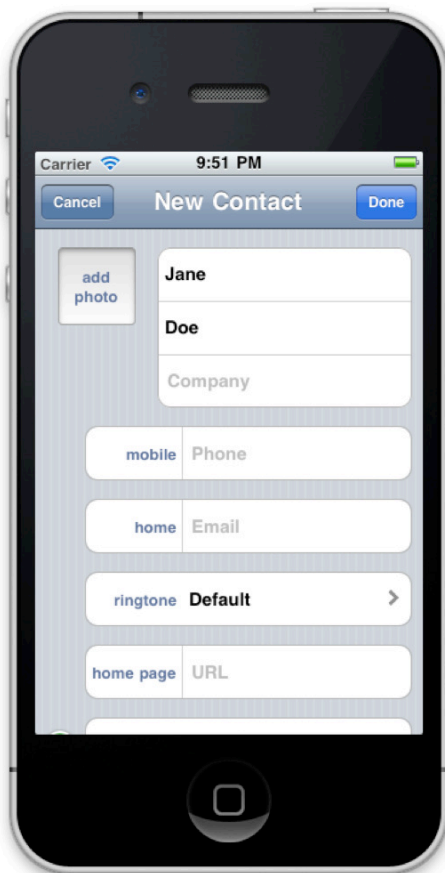 Carrier 9:51 PM
Cancel New Contact Done
add
photo
Jane
Doe
Company
mobile Phone
home Email
ringtone Default
home page URL